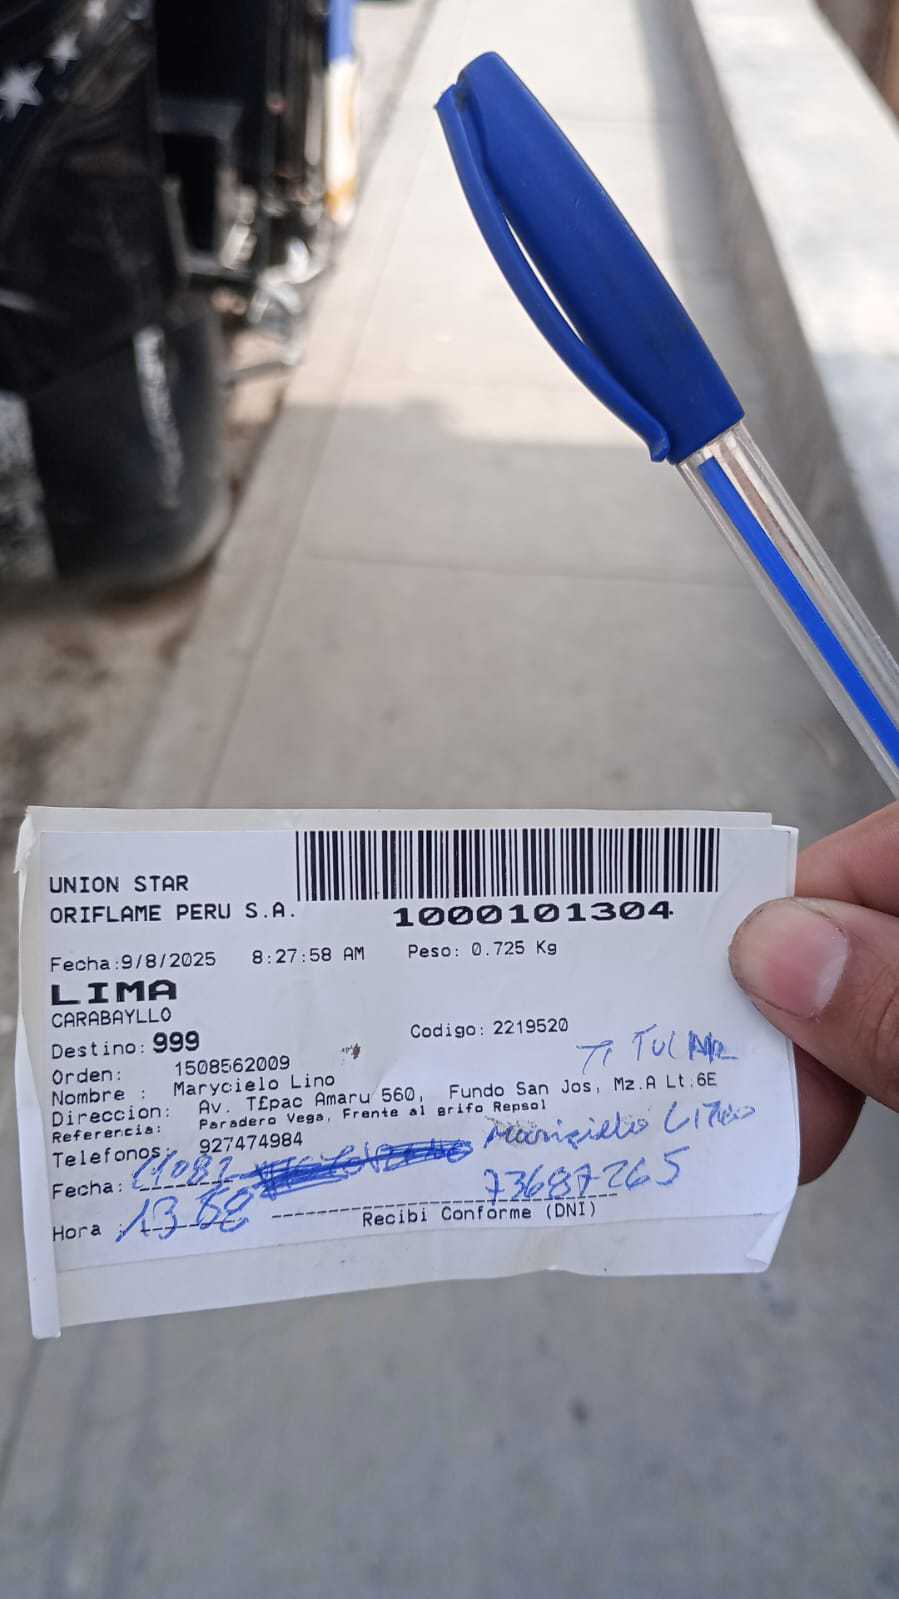 UNION STAR
ORIFLAME PERU S.A.
1000101304
Fecha:9/8/2025 8:27:58 AM Peso: 0.725 Kg
LIMA
CARABAYLLO
Destino: 999 Codigo: 2219520
TITULAR
Orden: 1508562009
Nombre : Marycielo Lino
Direccion: Av. T£pac Amaru 560, Fundo San Jos, Mz.A Lt.6E
Referencia: Paradero Vega, Frente al grifo Repsol
Telefonos: 927474984
Fecha:
73687265
Hora : 13
Recibi Conforme (DNI)